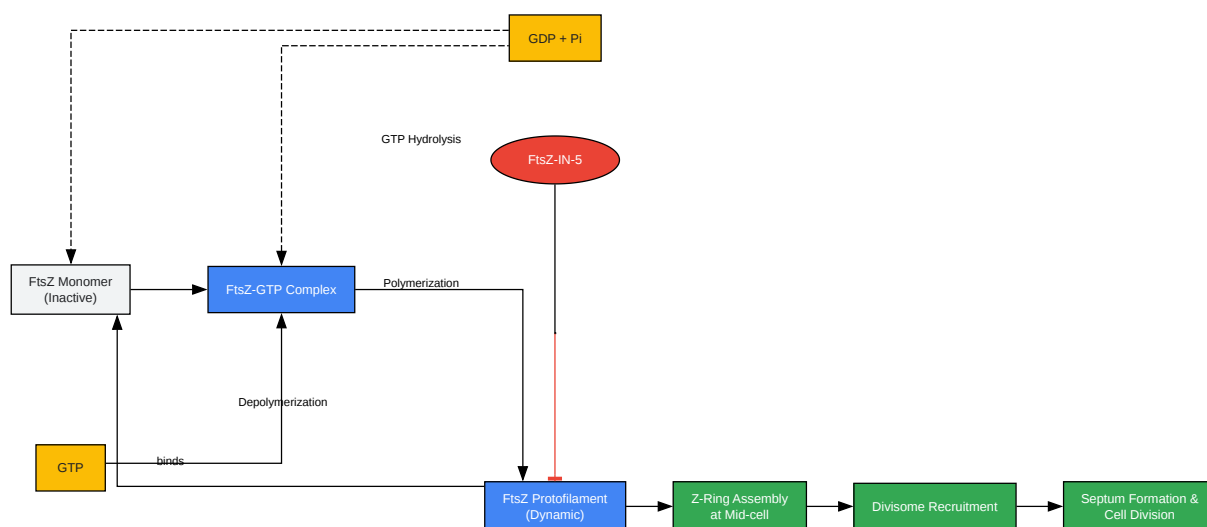 GDP + Pi
GTP Hydrolysis
FtsZ-IN-5
FtsZ Monomer
(Inactive)
FtsZ-GTP Complex
Polymerization
Depolymerization
GTP
binds
FtsZ Protofilament
(Dynamic)
Z-Ring Assembly
at Mid-cell
Divisome Recruitment
Septum Formation &
Cell Division